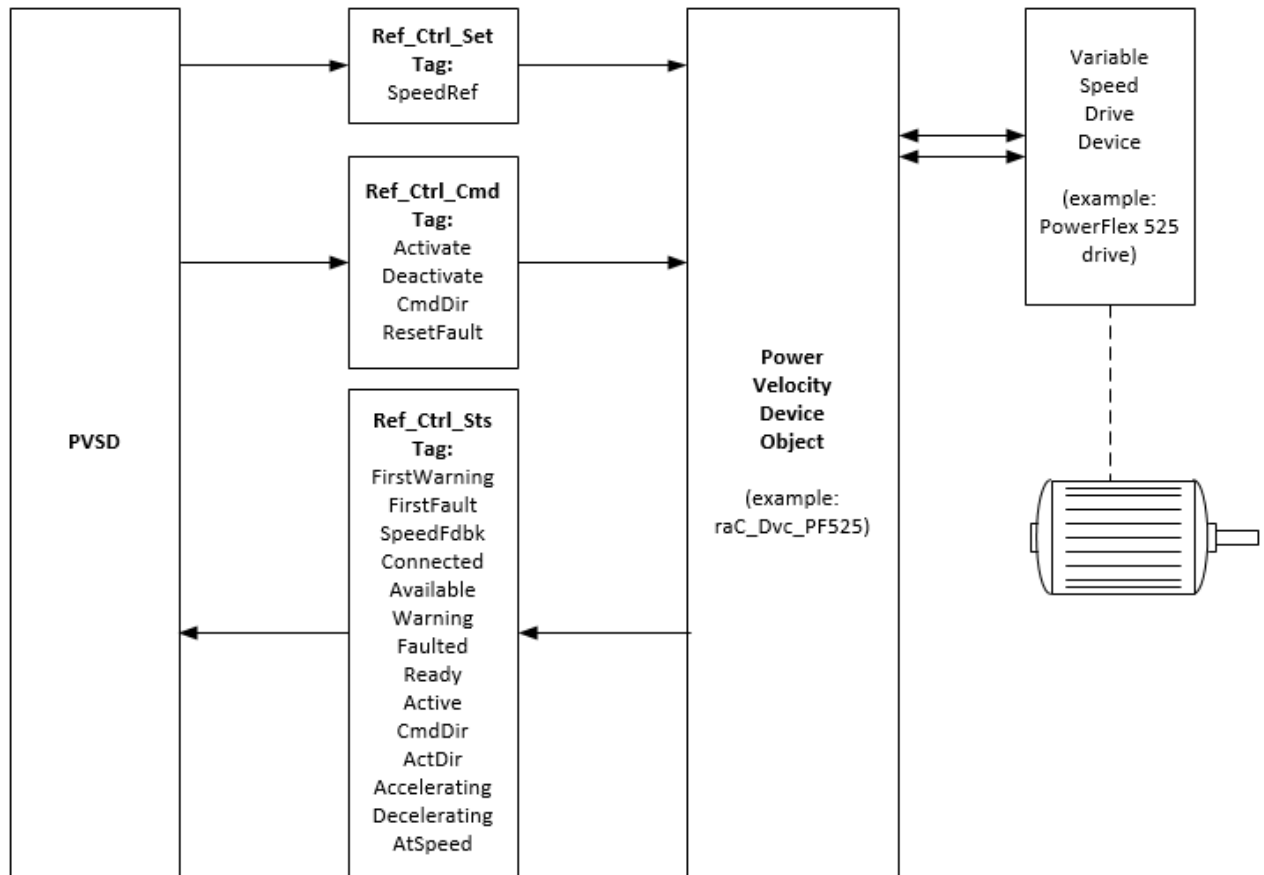 PVSD
Ref_Ctrl_Set
Tag:
SpeedRef
Ref_Ctrl_Cmd
Tag:
Activate
Deactivate
CmdDir
ResetFault
Ref_Ctrl_Sts
Tag:
FirstWarning
FirstFault
SpeedFdbk
Connected
Available
Warning
Faulted
Ready
Active
CmdDir
ActDir
Accelerating
Decelerating
AtSpeed
Power
Velocity
Device
Object
(example:
raC_Dvc_PF525)
Variable
Speed
Drive
Device
(example:
PowerFlex 525
drive)